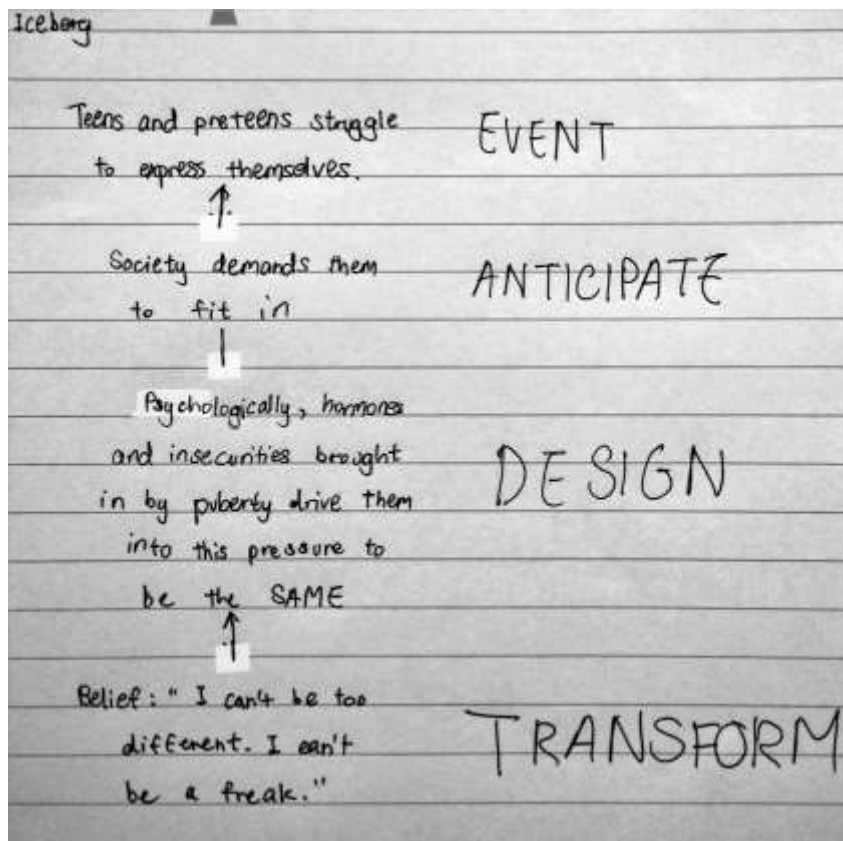 Iceberg
Teens and preteens struggle
to express themselves.
EVENT
Society demands them
to fit in
ANTICIPATE
Psychologically, hormones
and insecurities brought
in by puberty drive them
into this pressure to
be the SAME
DESIGN
Belief: " I can't be too
different. I can't
be a freak."
TRANSFORM